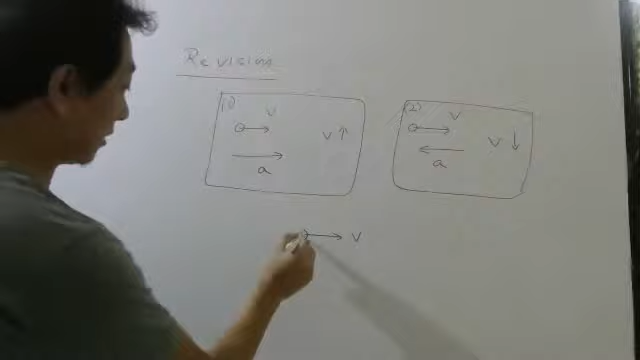 Revision
(1)
V
V ↑
a
(2)
V
V ↓
a
V